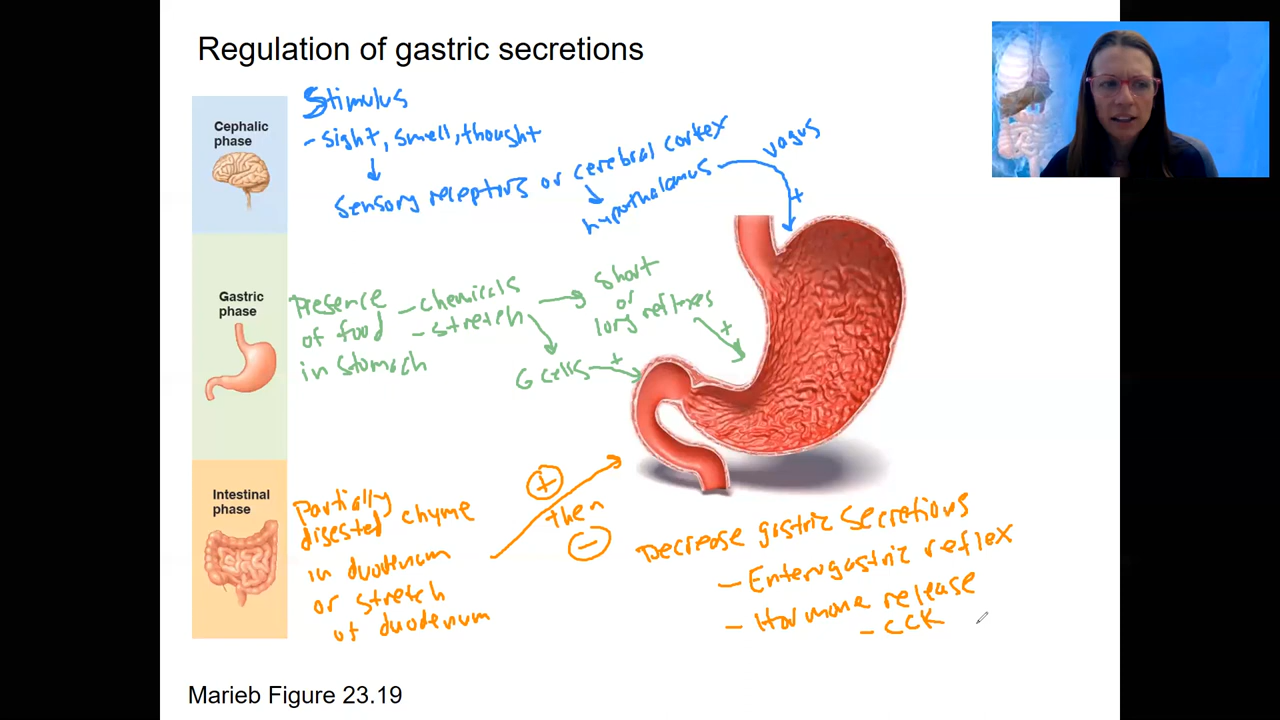 Regulation of gastric secretions
Cephalic
phase
Stimulus
- sight, smell, thought
sensory receptors or cerebral cortex
hypothalamus
vagus
+
Gastric
phase
Presence
of food
in stomach
- chemicals
- stretch
short
or
long reflexes
+
G cells
+
Intestinal
phase
Partially
digested chyme
in duodenum
or stretch
of duodenum
+
then
-
Decrease gastric secretions
- Enterogastric reflex
- Hormone release
- CCK
Marieb Figure 23.19